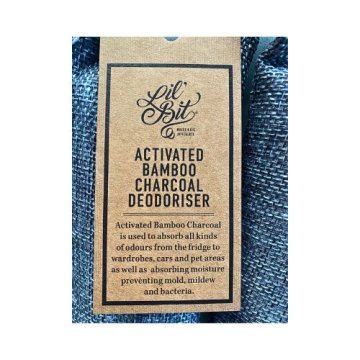 Lil'
Bit
ACTIVATED
BAMBOO
CHARCOAL
DEODORISER
Activated Bamboo Charcoal
is used to absorb all kinds
of odours from the fridge to
wardrobes, cars and pet areas
as well as absorbing moisture
preventing mold, mildew
and bacteria.